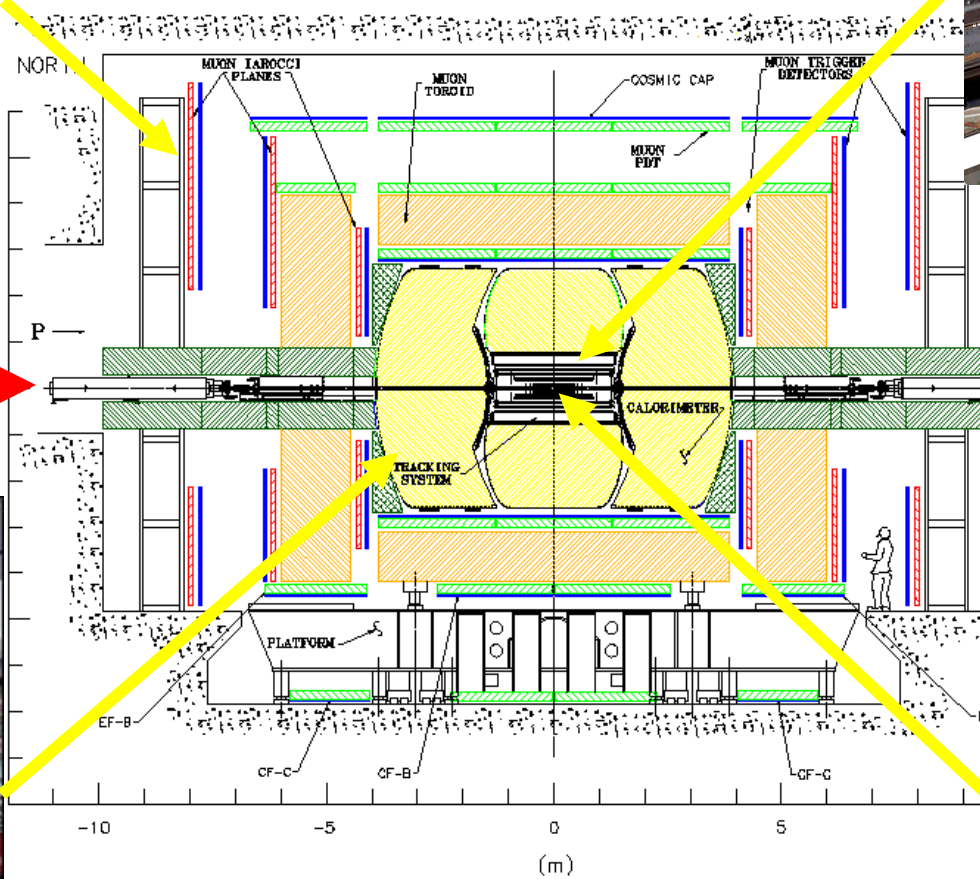 NORTH
MUON IAROCCI
PLANES
MUON
TOROID
COSMIC CAP
MUON TRIGGER
DETECTORS
MUON
PDT
P
CALORIMETER
TRACKING
SYSTEM
PLATFORM
EF-B
CF-C
CF-B
CF-C
-10
-5
0
5
(m)